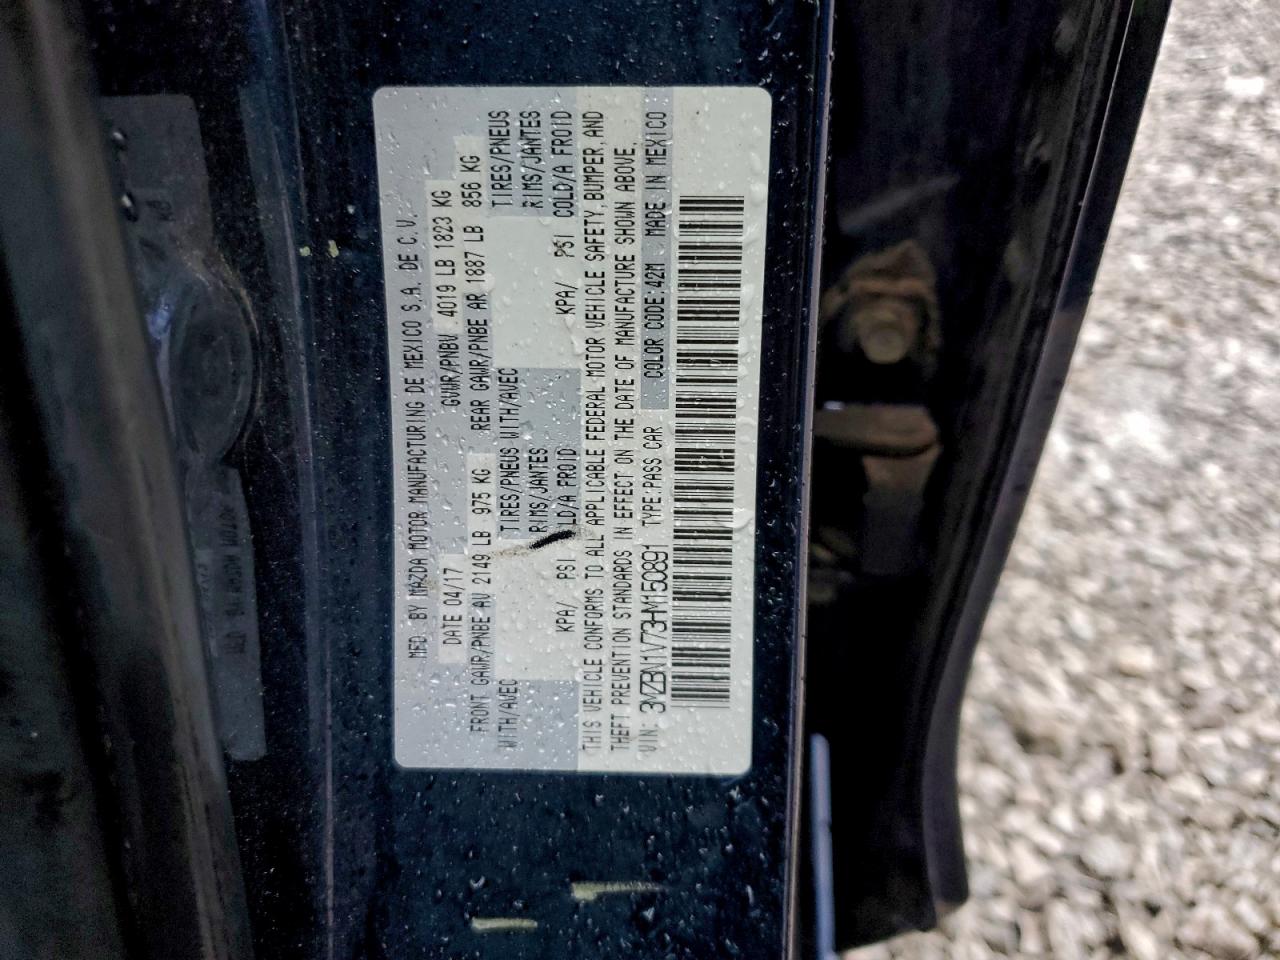 MFD BY MAZDA MOTOR MANUFACTURING DE MEXICO S.A. DE C.V.
DATE 04/17 GVWR/PNBV 4019 LB 1823 KG
FRONT GAWR/PNBE AV 2149 LB 975 KG REAR GAWR/PNBE AR 1887 LB 856 KG
WITH/AVEC TIRES/PNEUS WITH/AVEC TIRES/PNEUS
RIMS/JANTES RIMS/JANTES
KPA/ PSI COLD/A FROID KPA/ PSI COLD/A FROID
THIS VEHICLE CONFORMS TO ALL APPLICABLE FEDERAL MOTOR VEHICLE SAFETY, BUMPER, AND
THEFT PREVENTION STANDARDS IN EFFECT ON THE DATE OF MANUFACTURE SHOWN ABOVE.
VIN: 3MZBN1V73HM150891 TYPE:PASS CAR COLOR CODE:42M MADE IN MEXICO